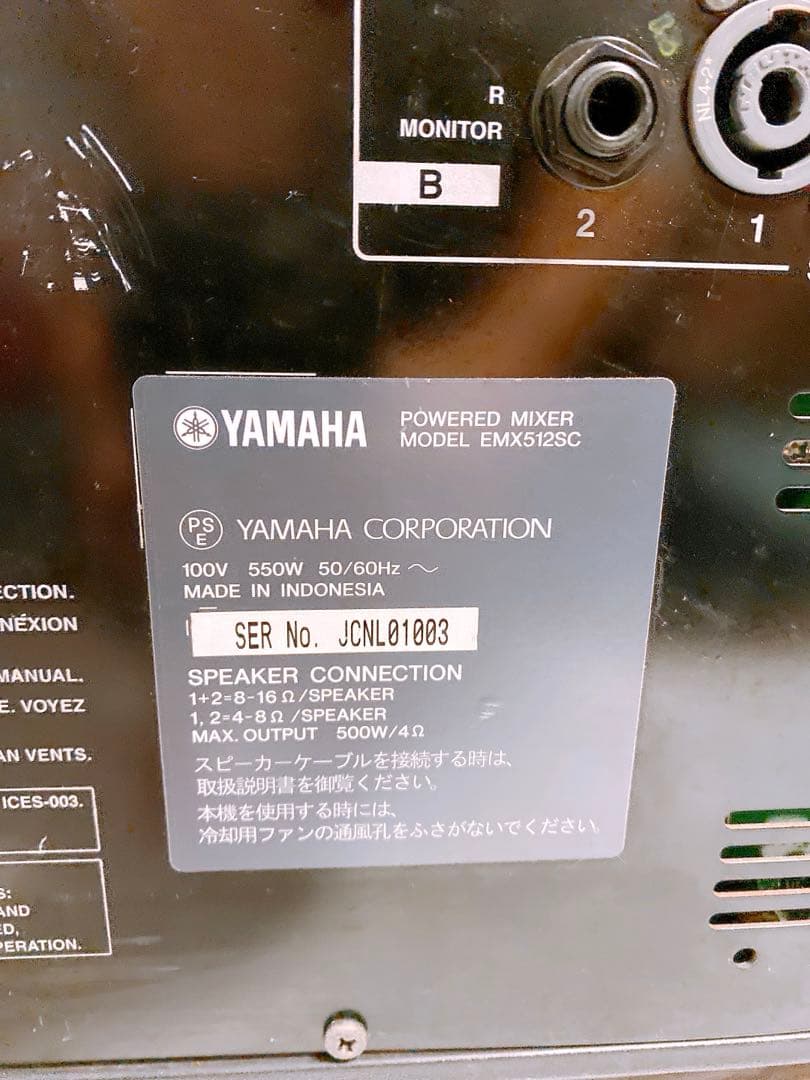 NL4-2*
R
MONITOR
B
2
1
YAMAHA
POWERED MIXER
MODEL EMX512SC
PSE YAMAHA CORPORATION
100V 550W 50/60Hz ～
MADE IN INDONESIA
SER No. JCNL01003
SPEAKER CONNECTION
1+2=8-16Ω/SPEAKER
1, 2=4-8Ω/SPEAKER
MAX. OUTPUT 500W/4Ω
スピーカーケーブルを接続する時は、
取扱説明書を御覧ください。
本機を使用する時には、
冷却用ファンの通風孔をふさがないでください。
ECTION.
NEXION
MANUAL.
E. VOYEZ
AN VENTS.
ICES-003.
S:
AND
ED,
PERATION.